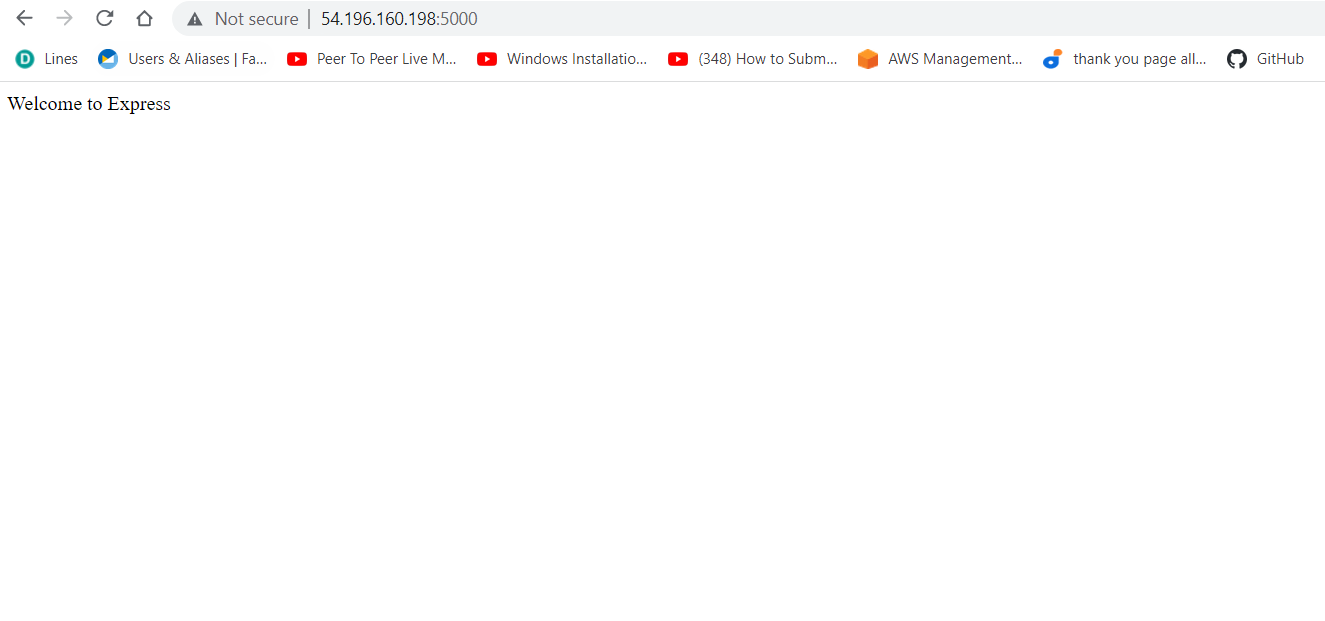 Not secure | 54.196.160.198:5000
D Lines Users & Aliases | Fa... Peer To Peer Live M... Windows Installatio... (348) How to Subm... AWS Management... thank you page all... GitHub
Welcome to Express